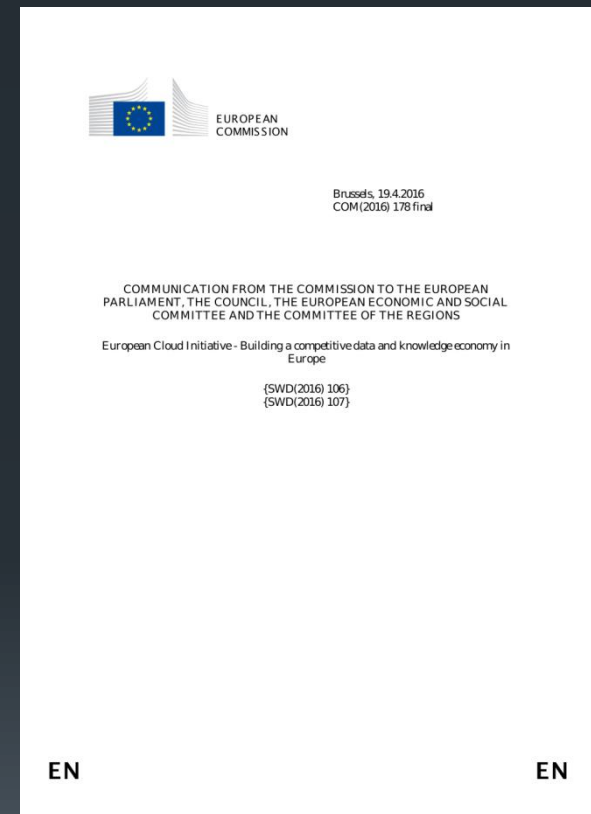 EUROPEAN
COMMISSION
Brussels, 19.4.2016
COM(2016) 178 final
COMMUNICATION FROM THE COMMISSION TO THE EUROPEAN
PARLIAMENT, THE COUNCIL, THE EUROPEAN ECONOMIC AND SOCIAL
COMMITTEE AND THE COMMITTEE OF THE REGIONS
European Cloud Initiative - Building a competitive data and knowledge economy in
Europe
{SWD(2016) 106}
{SWD(2016) 107}
EN EN